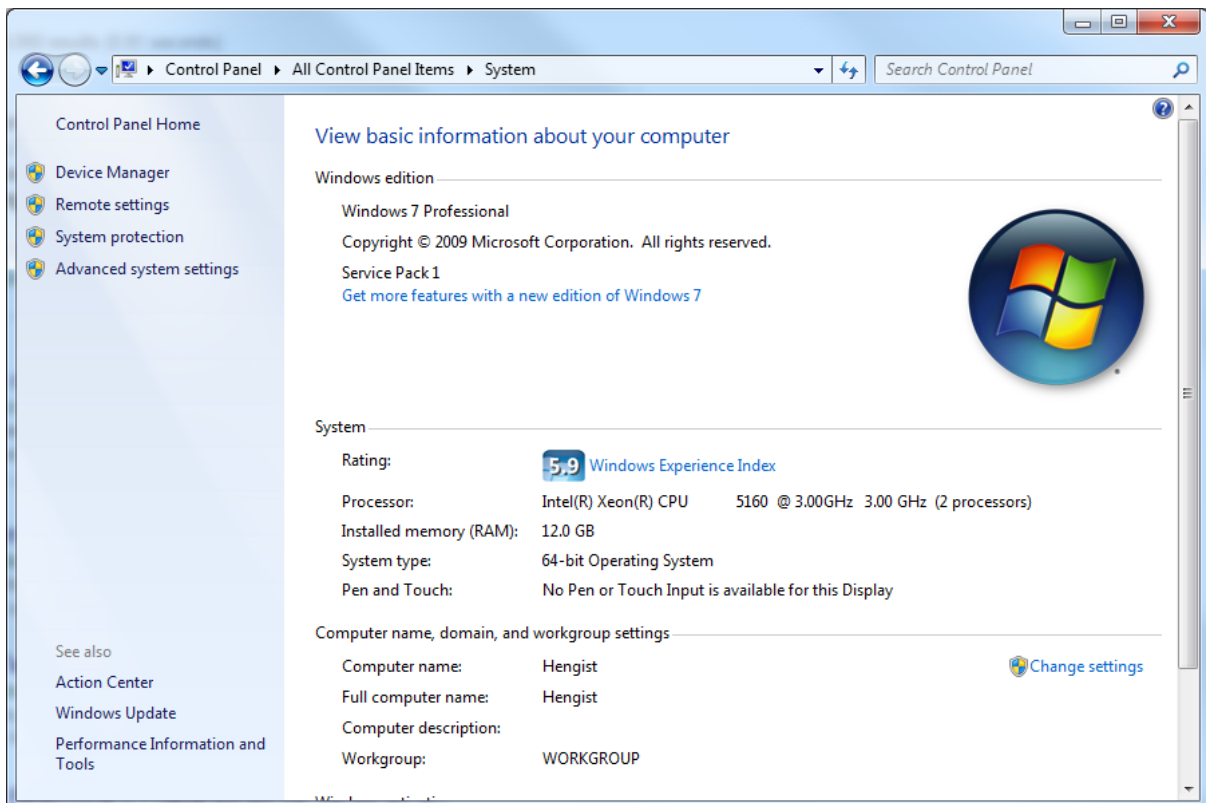 Control Panel All Control Panel Items System
Search Control Panel
Control Panel Home
Device Manager
Remote settings
System protection
Advanced system settings
See also
Action Center
Windows Update
Performance Information and
Tools
View basic information about your computer
Windows edition
Windows 7 Professional
Copyright © 2009 Microsoft Corporation. All rights reserved.
Service Pack 1
Get more features with a new edition of Windows 7
System
Rating: 5.9 Windows Experience Index
Processor: Intel(R) Xeon(R) CPU 5160 @ 3.00GHz 3.00 GHz (2 processors)
Installed memory (RAM): 12.0 GB
System type: 64-bit Operating System
Pen and Touch: No Pen or Touch Input is available for this Display
Computer name, domain, and workgroup settings
Computer name: Hengist Change settings
Full computer name: Hengist
Computer description:
Workgroup: WORKGROUP